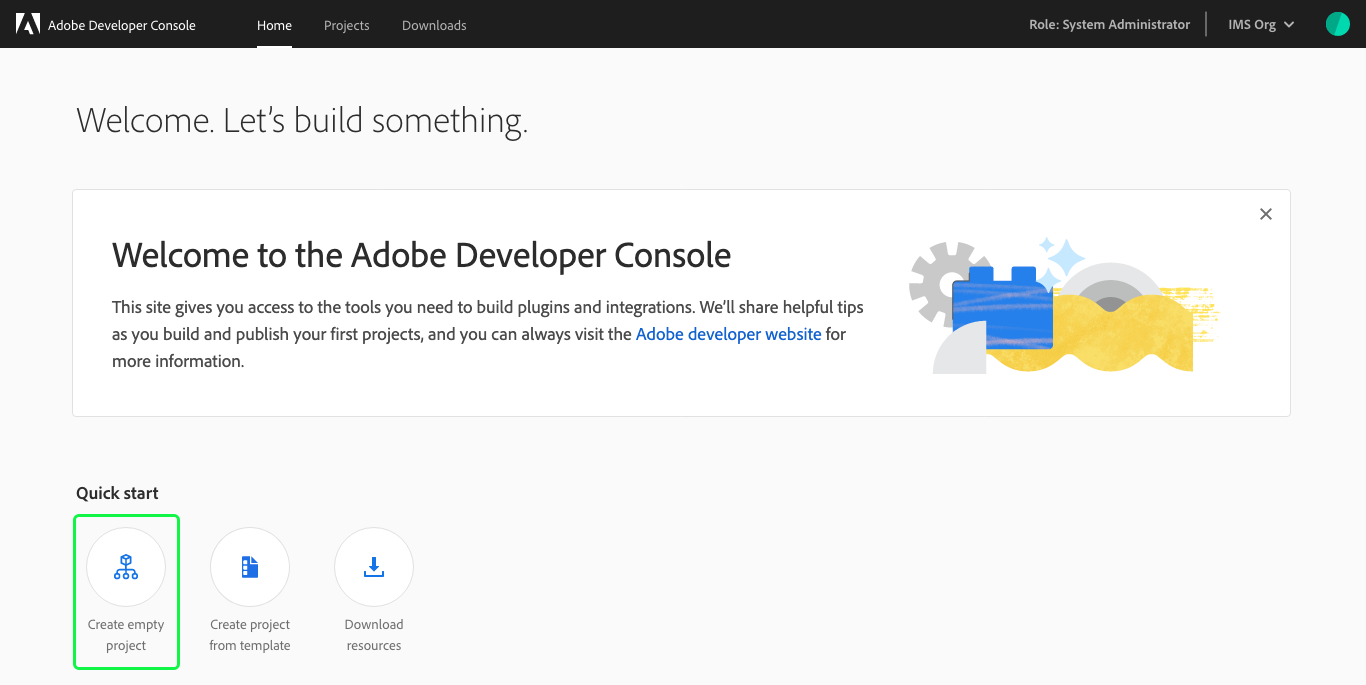 Adobe Developer Console
Home
Projects
Downloads
Role: System Administrator
IMS Org
Welcome. Let’s build something.
Welcome to the Adobe Developer Console
This site gives you access to the tools you need to build plugins and integrations. We’ll share helpful tips
as you build and publish your first projects, and you can always visit the Adobe developer website for
more information.
Quick start
Create empty
project
Create project
from template
Download
resources